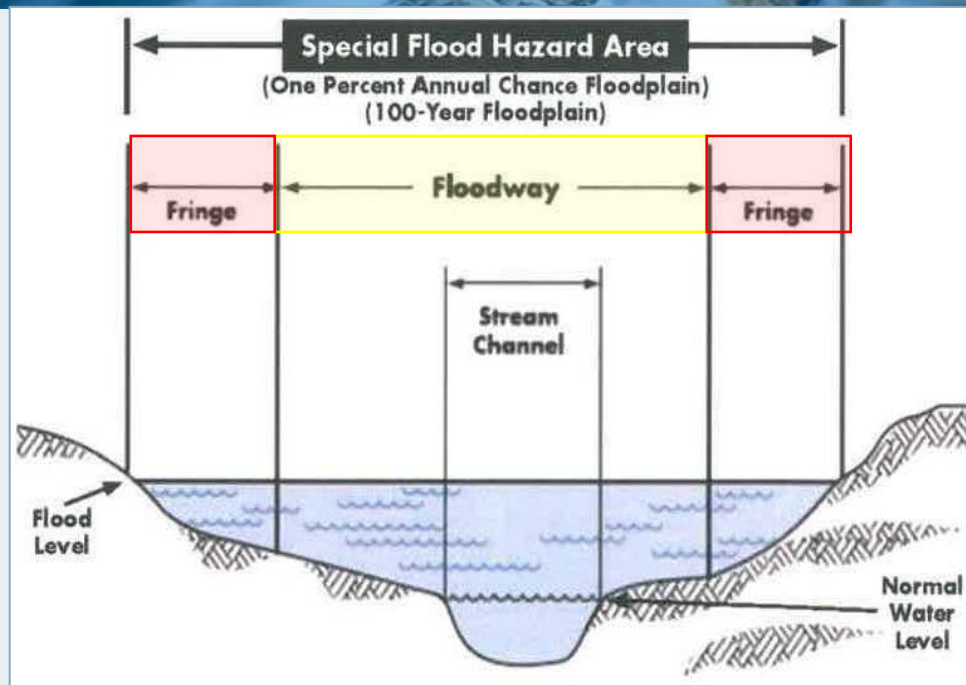 Special Flood Hazard Area
(One Percent Annual Chance Floodplain)
(100-Year Floodplain)
Fringe
Floodway
Fringe
Stream
Channel
Flood
Level
Normal
Water
Level